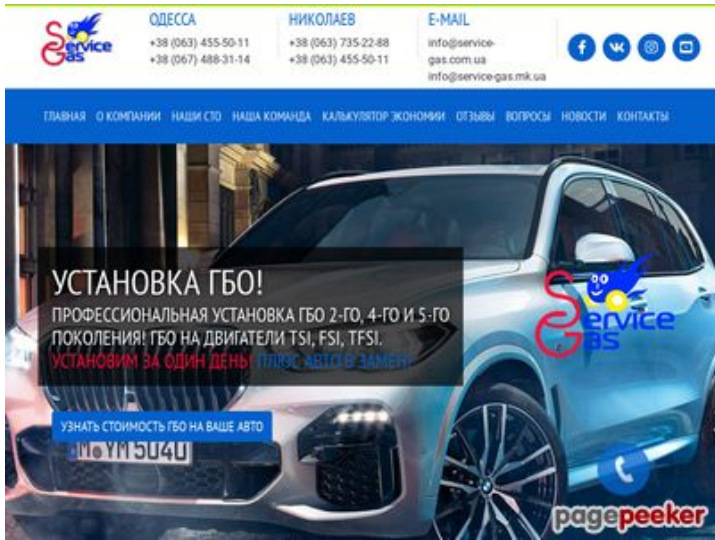 Service
Gas
ОДЕССА
+38 (063) 455-50-11
+38 (067) 488-31-14
НИКОЛАЕВ
+38 (063) 735-22-88
+38 (063) 455-50-11
E-MAIL
info@service-
gas.com.ua
info@service-gas.mk.ua
ГЛАВНАЯ О КОМПАНИИ НАШИ СТО НАША КОМАНДА КАЛЬКУЛЯТОР ЭКОНОМИИ ОТЗЫВЫ ВОПРОСЫ НОВОСТИ КОНТАКТЫ
УСТАНОВКА ГБО!
ПРОФЕССИОНАЛЬНАЯ УСТАНОВКА ГБО 2-ГО, 4-ГО И 5-ГО
ПОКОЛЕНИЯ! ГБО НА ДВИГАТЕЛИ TSI, FSI, TFSI.
УСТАНОВИМ ЗА ОДИН ДЕНЬ! ПЛЮС АВТО В ЗАМЕН!
Service
Gas
УЗНАТЬ СТОИМОСТЬ ГБО НА ВАШЕ АВТО
M YM 5040
pagepeeker